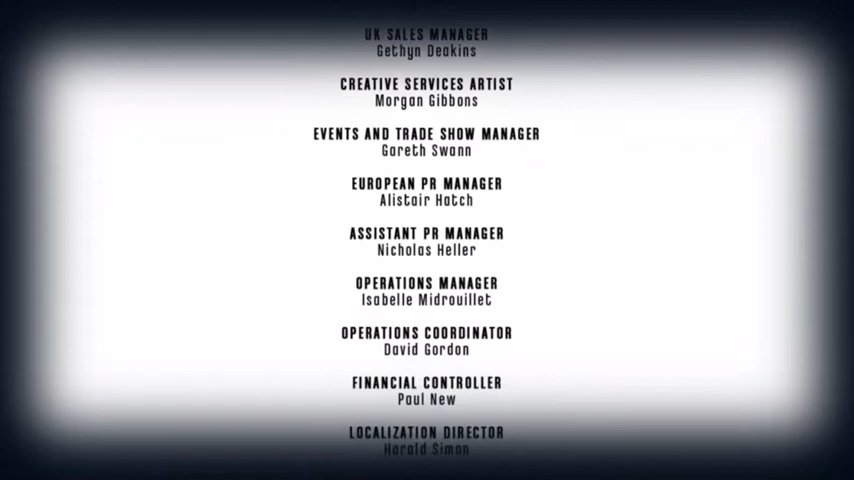 UK SALES MANAGER
Gethyn Deakins
CREATIVE SERVICES ARTIST
Morgan Gibbons
EVENTS AND TRADE SHOW MANAGER
Gareth Swann
EUROPEAN PR MANAGER
Alistair Hatch
ASSISTANT PR MANAGER
Nicholas Heller
OPERATIONS MANAGER
Isabelle Midrouillet
OPERATIONS COORDINATOR
David Gordon
FINANCIAL CONTROLLER
Paul New
LOCALIZATION DIRECTOR
Harald Simon